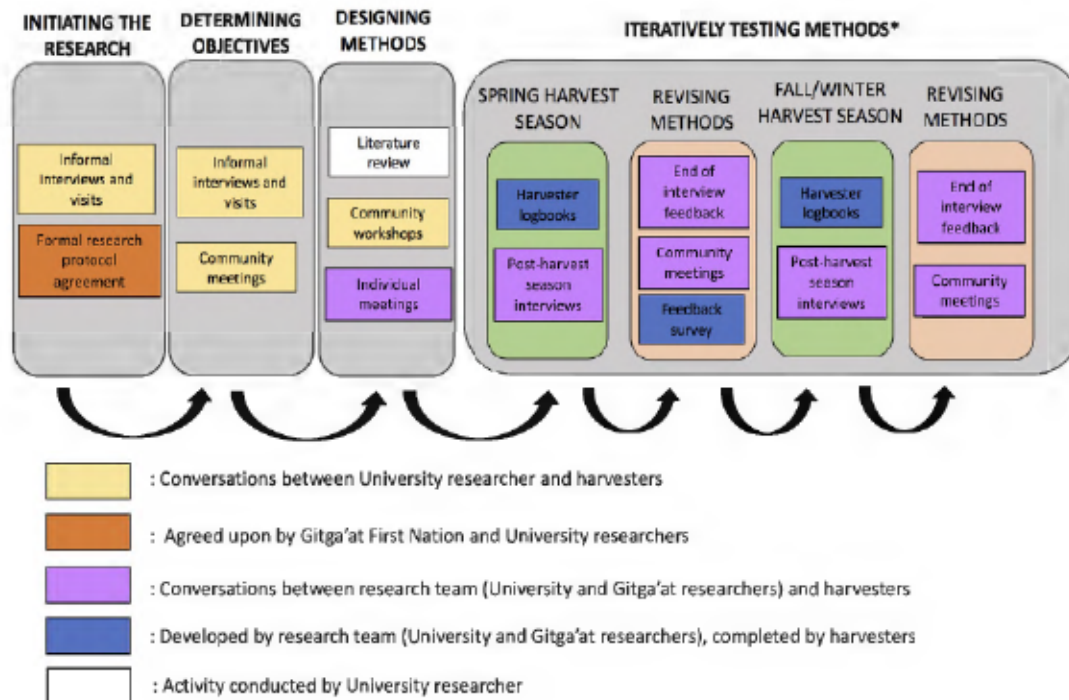 INITIATING THE
RESEARCH
Informal
interviews and
visits
Formal research
protocol
agreement
DETERMINING
OBJECTIVES
Informal
interviews and
visits
Community
meetings
DESIGNING
METHODS
Literature
review
Community
workshops
Individual
meetings
ITERATIVELY TESTING METHODS*
SPRING HARVEST
SEASON
Harvester
logbooks
Post-harvest
season
interviews
REVISING
METHODS
End of
interview
feedback
Community
meetings
Feedback
survey
FALL/WINTER
HARVEST SEASON
Harvester
logbooks
Post-harvest
season
interviews
REVISING
METHODS
End of
interview
feedback
Community
meetings
: Conversations between University researcher and harvesters
: Agreed upon by Gitga'at First Nation and University researchers
: Conversations between research team (University and Gitga'at researchers) and harvesters
: Developed by research team (University and Gitga'at researchers), completed by harvesters
: Activity conducted by University researcher